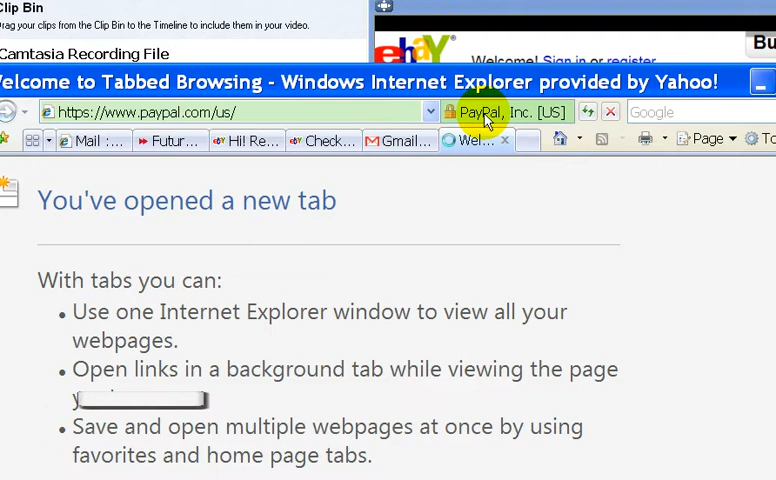 Clip Bin
Drag your clips from the Clip Bin to the Timeline to include them in your video.
Camtasia Recording File
ebay
Welcome! Sign in or register
Bu
Welcome to Tabbed Browsing - Windows Internet Explorer provided by Yahoo!
https://www.paypal.com/us/
PayPal, Inc. [US]
Google
Mail :...
Futur...
Hi! Re...
Check...
Gmail...
Wel...
Page
To
You've opened a new tab
With tabs you can:
Use one Internet Explorer window to view all your
webpages.
Open links in a background tab while viewing the page
Save and open multiple webpages at once by using
favorites and home page tabs.